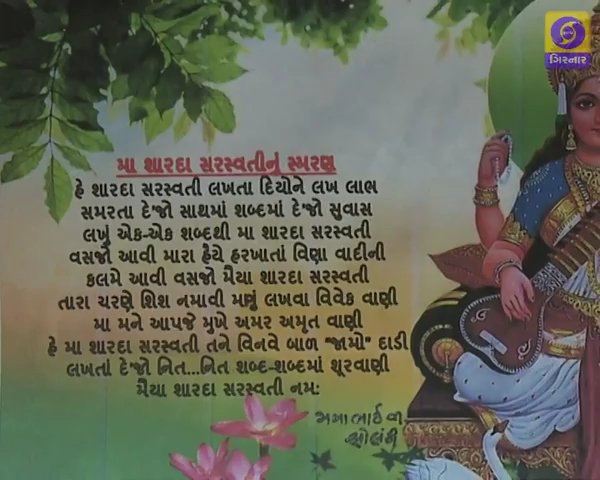 ગિરનાર
મા શારદા સરસ્વતીનું સ્મરણ
હે શારદા સરસ્વતી લખતા દિયોને લખ લાભ
સમરતા દે'જો સાથમાં શબ્દમાં દે'જો સુવાસ
લખું એક-એક શબ્દથી મા શારદા સરસ્વતી
વસજો આવી મારા હૈયે હરખાતાં વિણા વાદીની
કલમે આવી વસજો મૈયા શારદા સરસ્વતી
તારા ચરણે શિશ નમાવી મણું લખવા વિવેક વાણી
મા મને આપજે મુખે અમર અમૃત વાણી
હે મા શારદા સરસ્વતી તને વિનવે બાળ "જામો" દાડી
લખતાં દે'જો નિત...નિત શબ્દ-શબ્દમાં શૂરવાણી
મૈયા શારદા સરસ્વતી નમઃ
સોલંકી